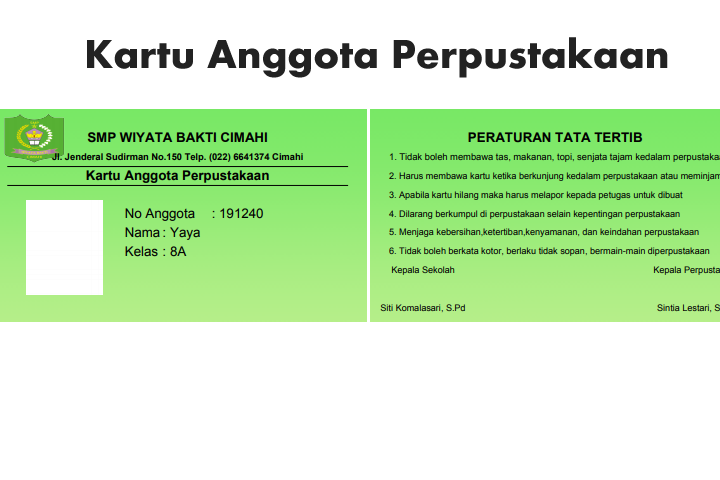 Kartu Anggota Perpustakaan
SMP WIYATA BAKTI CIMAHI
Jl. Jenderal Sudirman No.150 Telp. (022) 6641374 Cimahi
Kartu Anggota Perpustakaan
No Anggota : 191240
Nama : Yaya
Kelas : 8A
PERATURAN TATA TERTIB
1. Tidak boleh membawa tas, makanan, topi, senjata tajam kedalam perpustakaa
2. Harus membawa kartu ketika berkunjung kedalam perpustakaan atau meminjam
3. Apabila kartu hilang maka harus melapor kepada petugas untuk dibuat
4. Dilarang berkumpul di perpustakaan selain kepentingan perpustakaan
5. Menjaga kebersihan,ketertiban,kenyamanan, dan keindahan perpustakaan
6. Tidak boleh berkata kotor, berlaku tidak sopan, bermain-main diperpustakaan
Kepala Sekolah Kepala Perpusta
Siti Komalasari, S.Pd Sintia Lestari, S